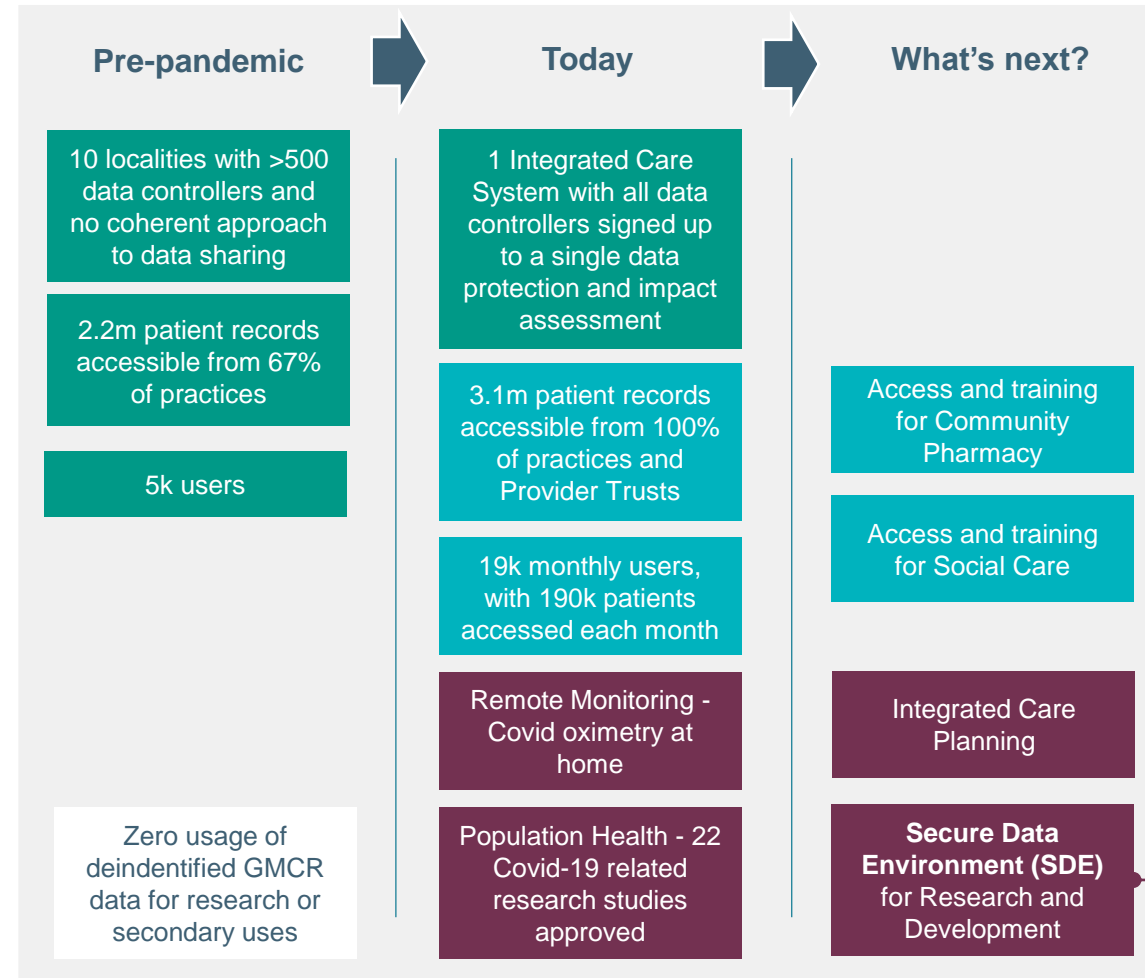 Pre-pandemic
Today
What's next?
10 localities with >500
data controllers and
no coherent approach
to data sharing
2.2m patient records
accessible from 67%
of practices
5k users
Zero usage of
deindentified GMCR
data for research or
secondary uses
1 Integrated Care
System with all data
controllers signed up
to a single data
protection and impact
assessment
3.1m patient records
accessible from 100%
of practices and
Provider Trusts
19k monthly users,
with 190k patients
accessed each month
Remote Monitoring -
Covid oximetry at
home
Population Health - 22
Covid-19 related
research studies
approved
Access and training
for Community
Pharmacy
Access and training
for Social Care
Integrated Care
Planning
Secure Data
Environment (SDE)
for Research and
Development